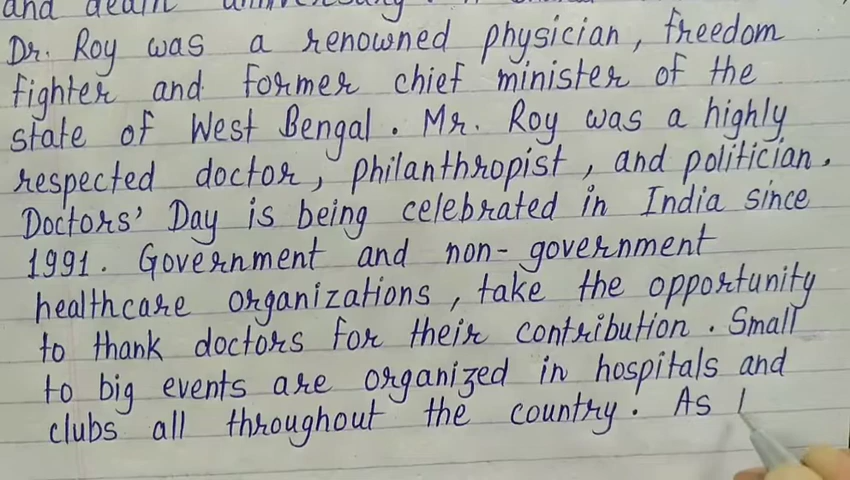 and death anniversary.
Dr. Roy was a renowned physician, freedom
fighter and former chief minister of the
state of West Bengal. Mr. Roy was a highly
respected doctor, philanthropist, and politician.
Doctors' Day is being celebrated in India since
1991. Government and non-government
healthcare organizations, take the opportunity
to thank doctors for their contribution. Small
to big events are organized in hospitals and
clubs all throughout the country. As